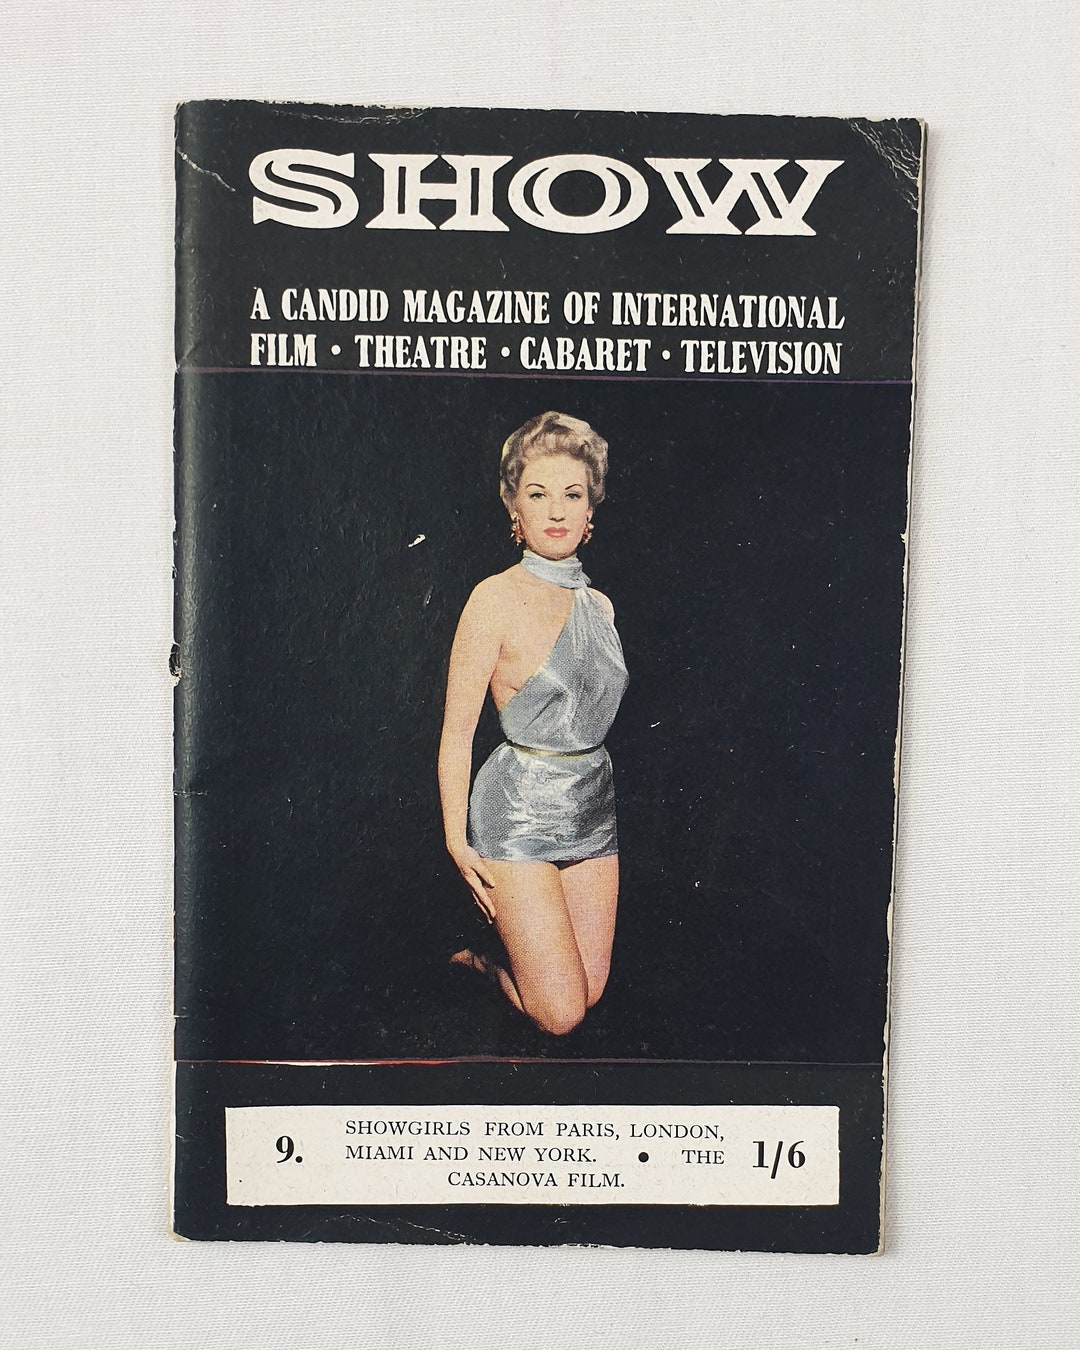 SHOW
A CANDID MAGAZINE OF INTERNATIONAL
FILM • THEATRE • CABARET • TELEVISION
9.
SHOWGIRLS FROM PARIS, LONDON,
MIAMI AND NEW YORK. • THE
CASANOVA FILM.
1/6